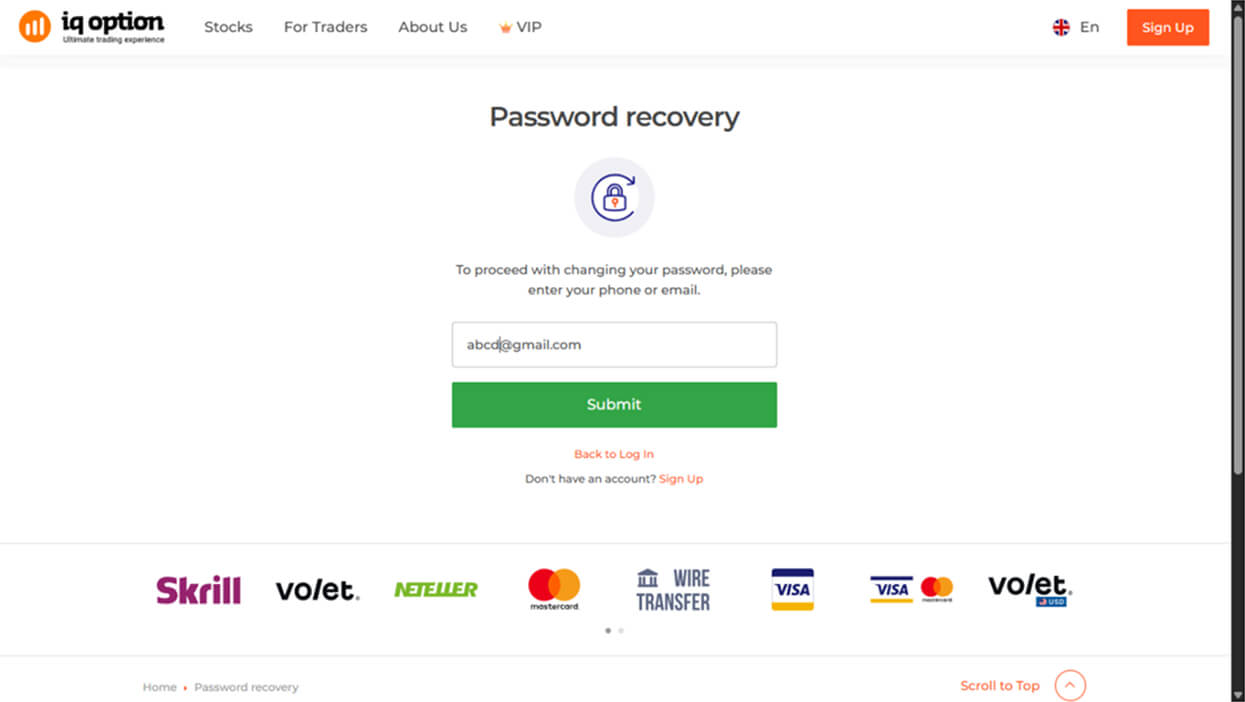 iq option
Ultimate trading experience
Stocks
For Traders
About Us
VIP
En
Sign Up
Password recovery
To proceed with changing your password, please
enter your phone or email.
abcd@gmail.com
Submit
Back to Log In
Don't have an account? Sign Up
Skrill
volet.
NETELLER
mastercard
WIRE
TRANSFER
VISA
VISA
mastercard
volet.
USD
Home
Password recovery
Scroll to Top